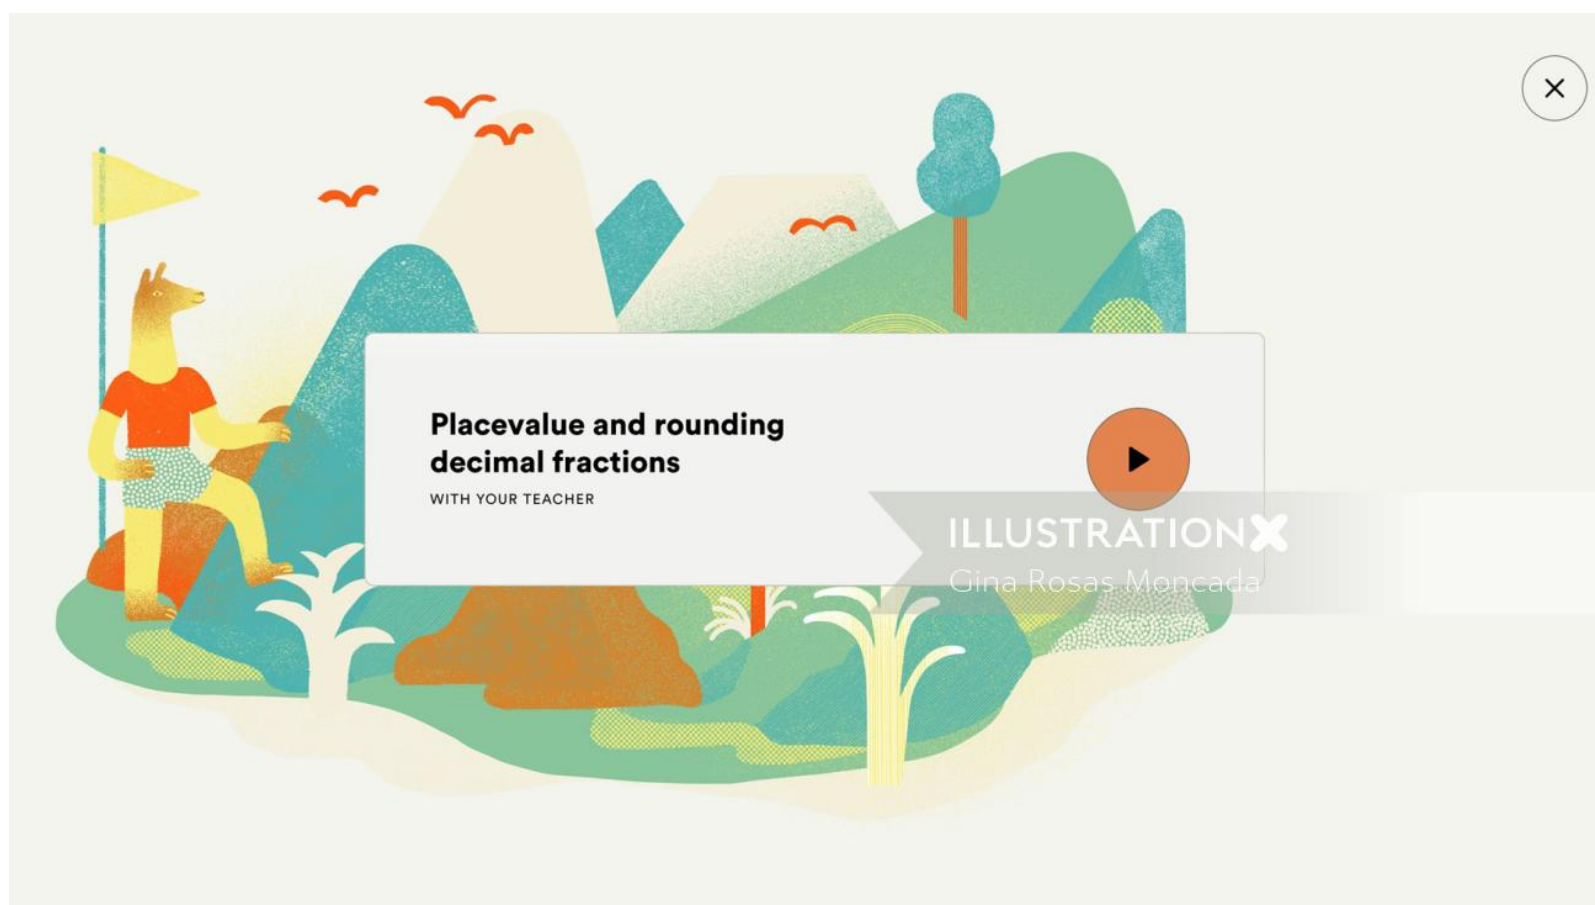 Placevalue and rounding
decimal fractions
WITH YOUR TEACHER
ILLUSTRATIONX
Gina Rosas Moncada